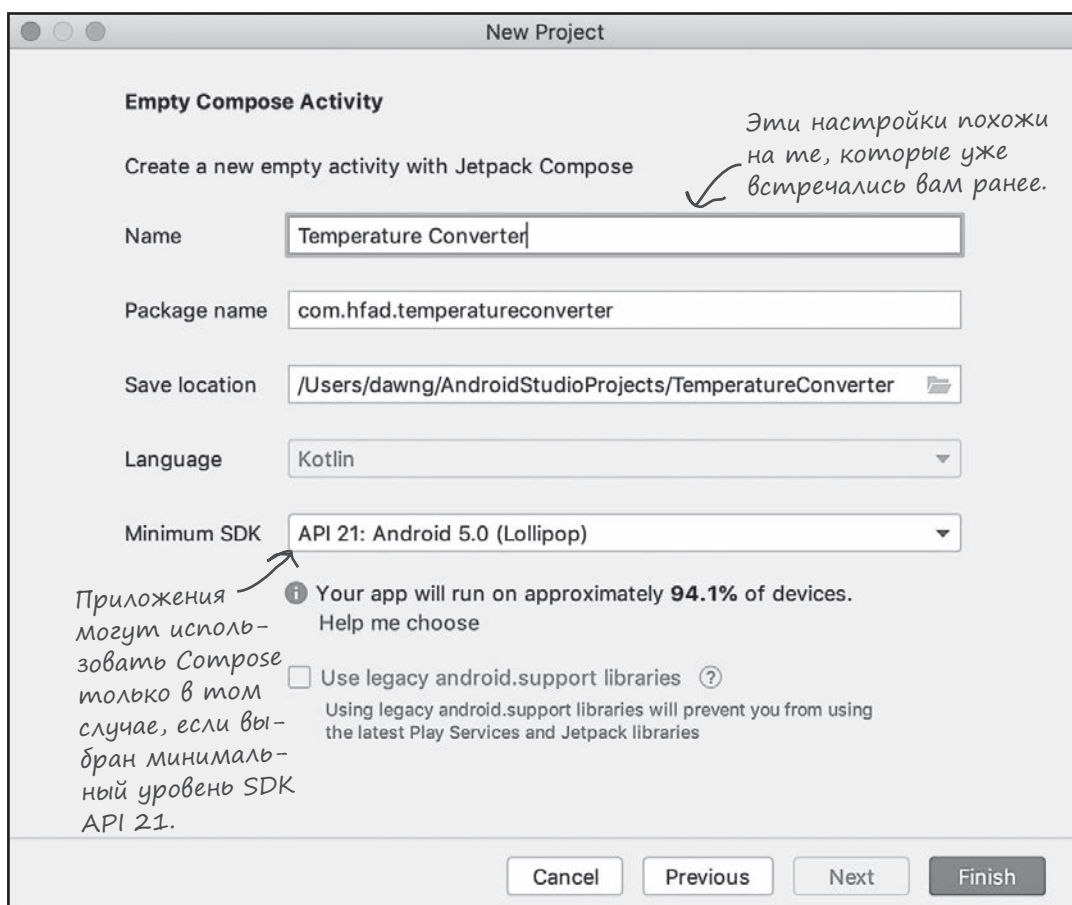 New Project
Empty Compose Activity
Create a new empty activity with Jetpack Compose
Эти настройки похожи
на те, которые уже
встречались вам ранее.
Name
Temperature Converter
Package name
com.hfad.temperatureconverter
Save location
/Users/dawng/AndroidStudioProjects/TemperatureConverter
Language
Kotlin
Minimum SDK
API 21: Android 5.0 (Lollipop)
Приложения
могут исполь-
зовать Compose
только в том
случае, если вы-
бран минималь-
ный уровень SDK
API 21.
i Your app will run on approximately 94.1% of devices.
Help me choose
Use legacy android.support libraries ?
Using legacy android.support libraries will prevent you from using
the latest Play Services and Jetpack libraries
Cancel
Previous
Next
Finish